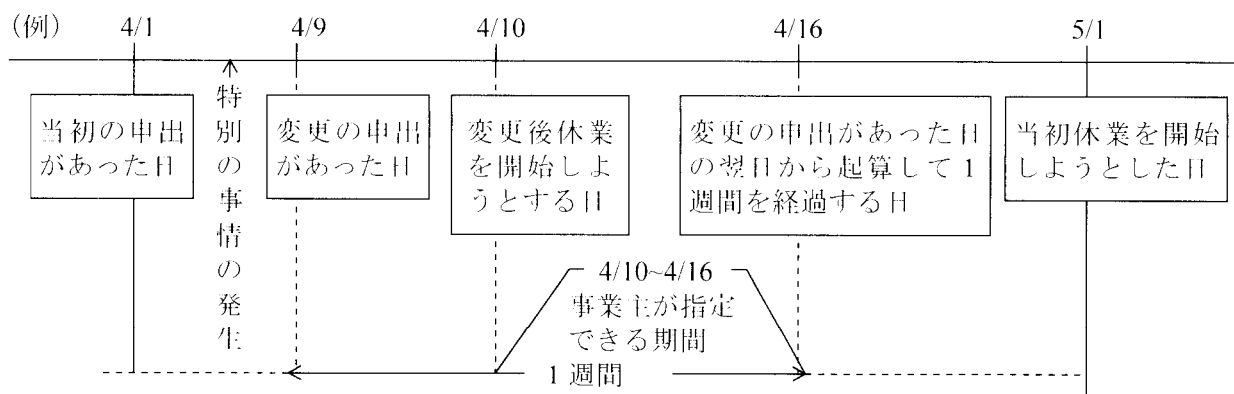 (例) 4/1 4/9 4/10 4/16 5/1
当初の申出
があった日
特別の事情の発生
変更の申出
があった日
変更後休業
を開始しよ
うとする日
変更の申出があった日
の翌日から起算して1
週間を経過する日
当初休業を開始
しようとした日
4/10~4/16
事業主が指定
できる期間
1週間